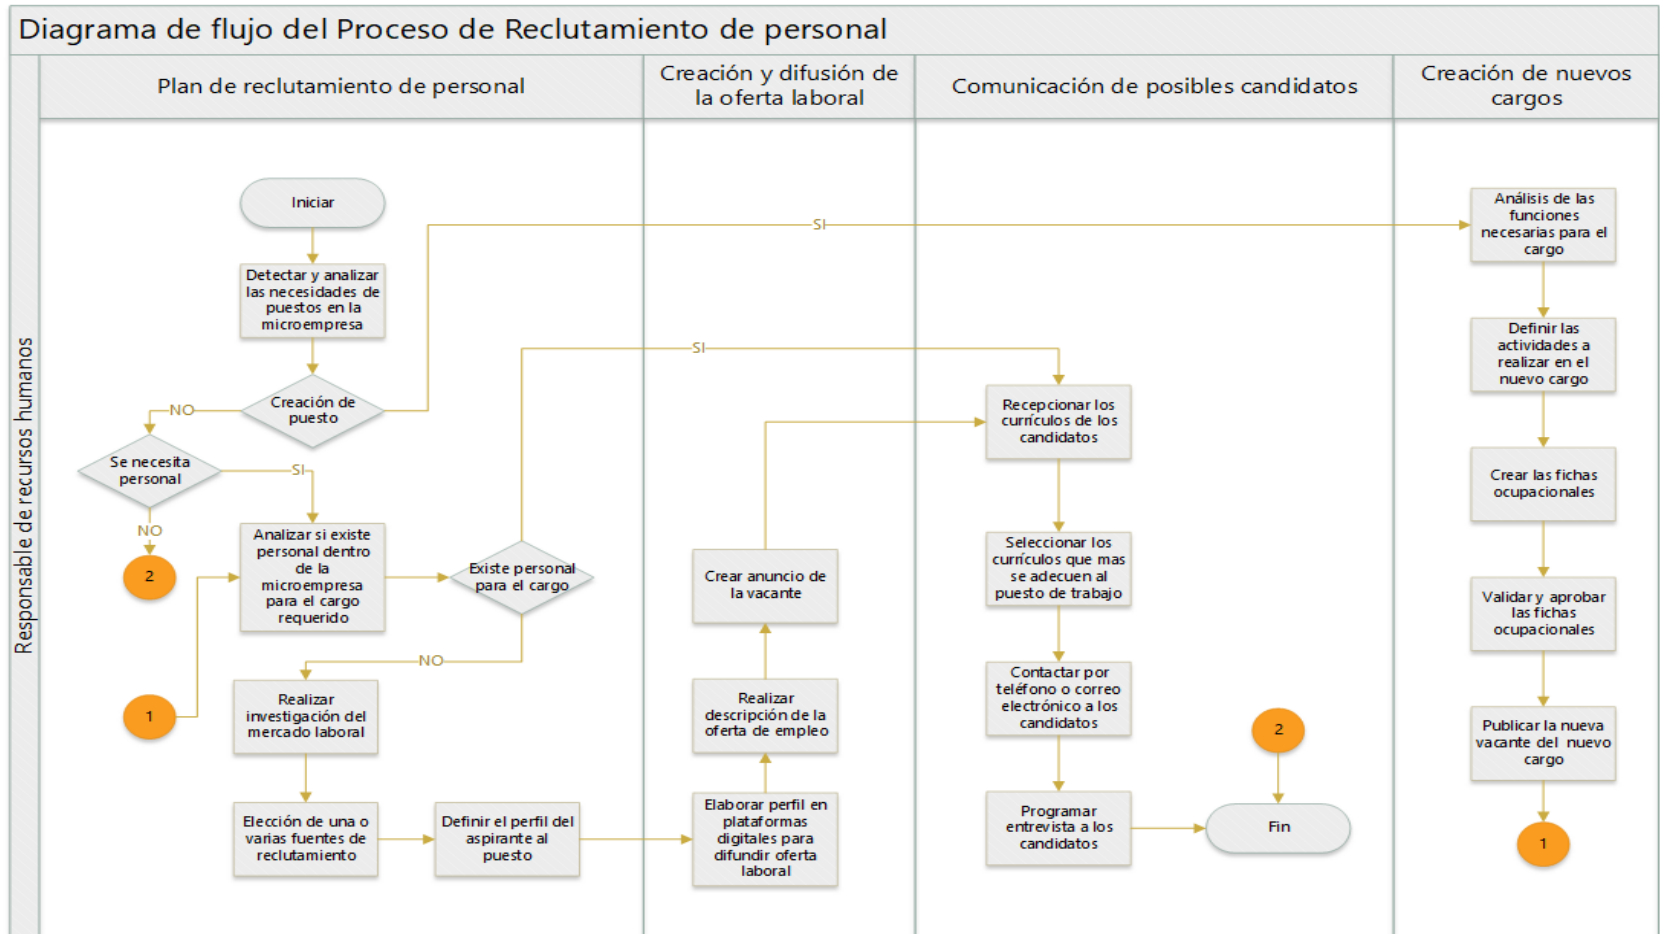 Diagrama de flujo del Proceso de Reclutamiento de personal
Responsable de recursos humanos
Plan de reclutamiento de personal
Creación y difusión de
la oferta laboral
Comunicación de posibles candidatos
Creación de nuevos
cargos
Iniciar
Detectar y analizar
las necesidades de
puestos en la
microempresa
Creación de
puesto
NO
SI
Se necesita
personal
SI
NO
2
Analizar si existe
personal dentro
de la
microempresa
para el cargo
requerido
1
Existe personal
para el cargo
SI
NO
Realizar
investigación del
mercado laboral
Elección de una o
varias fuentes de
reclutamiento
Definir el perfil del
aspirante al
puesto
Elaborar perfil en
plataformas
digitales para
difundir oferta
laboral
Realizar
descripción de la
oferta de empleo
Crear anuncio de
la vacante
Recepcionar los
currículos de los
candidatos
Seleccionar los
currículos que mas
se adecuen al
puesto de trabajo
Contactar por
teléfono o correo
electrónico a los
candidatos
Programar
entrevista a los
candidatos
2
Fin
Análisis de las
funciones
necesarias para el
cargo
Definir las
actividades a
realizar en el
nuevo cargo
Crear las fichas
ocupacionales
Validar y aprobar
las fichas
ocupacionales
Publicar la nueva
vacante del nuevo
cargo
1